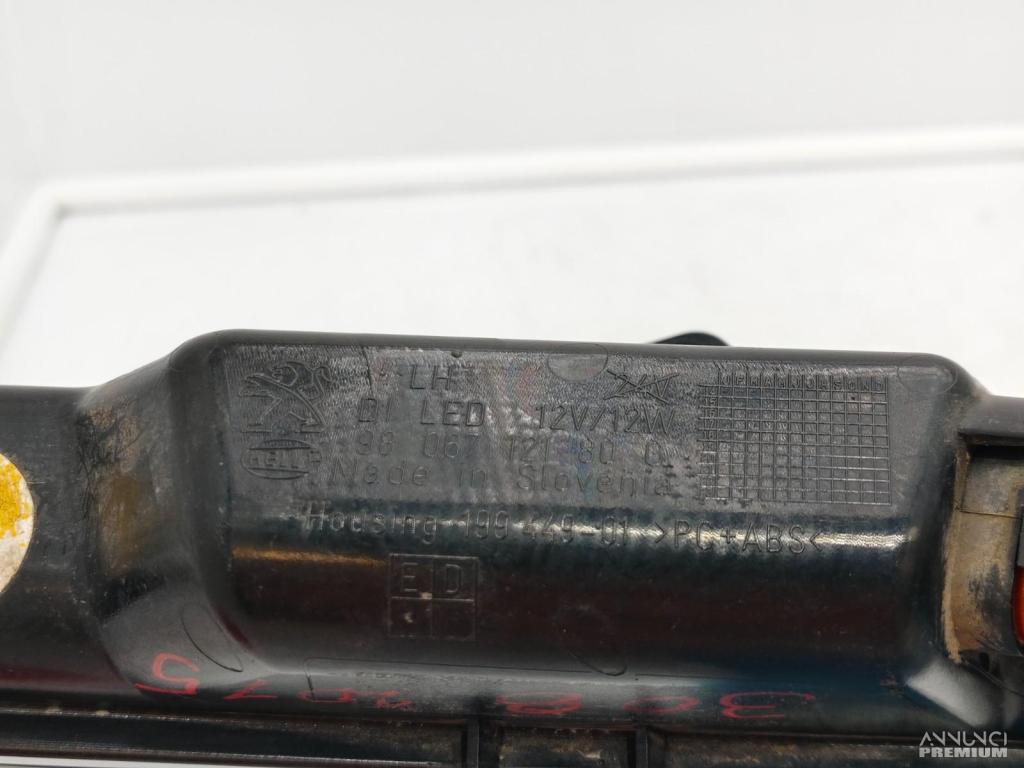 LH
DI LED 12V/12W
98 067 121 80 0
Made in Slovenia
Housing 199 449-01 >PC+ABS<
E D
308
ANNUNCI
PREMIUM